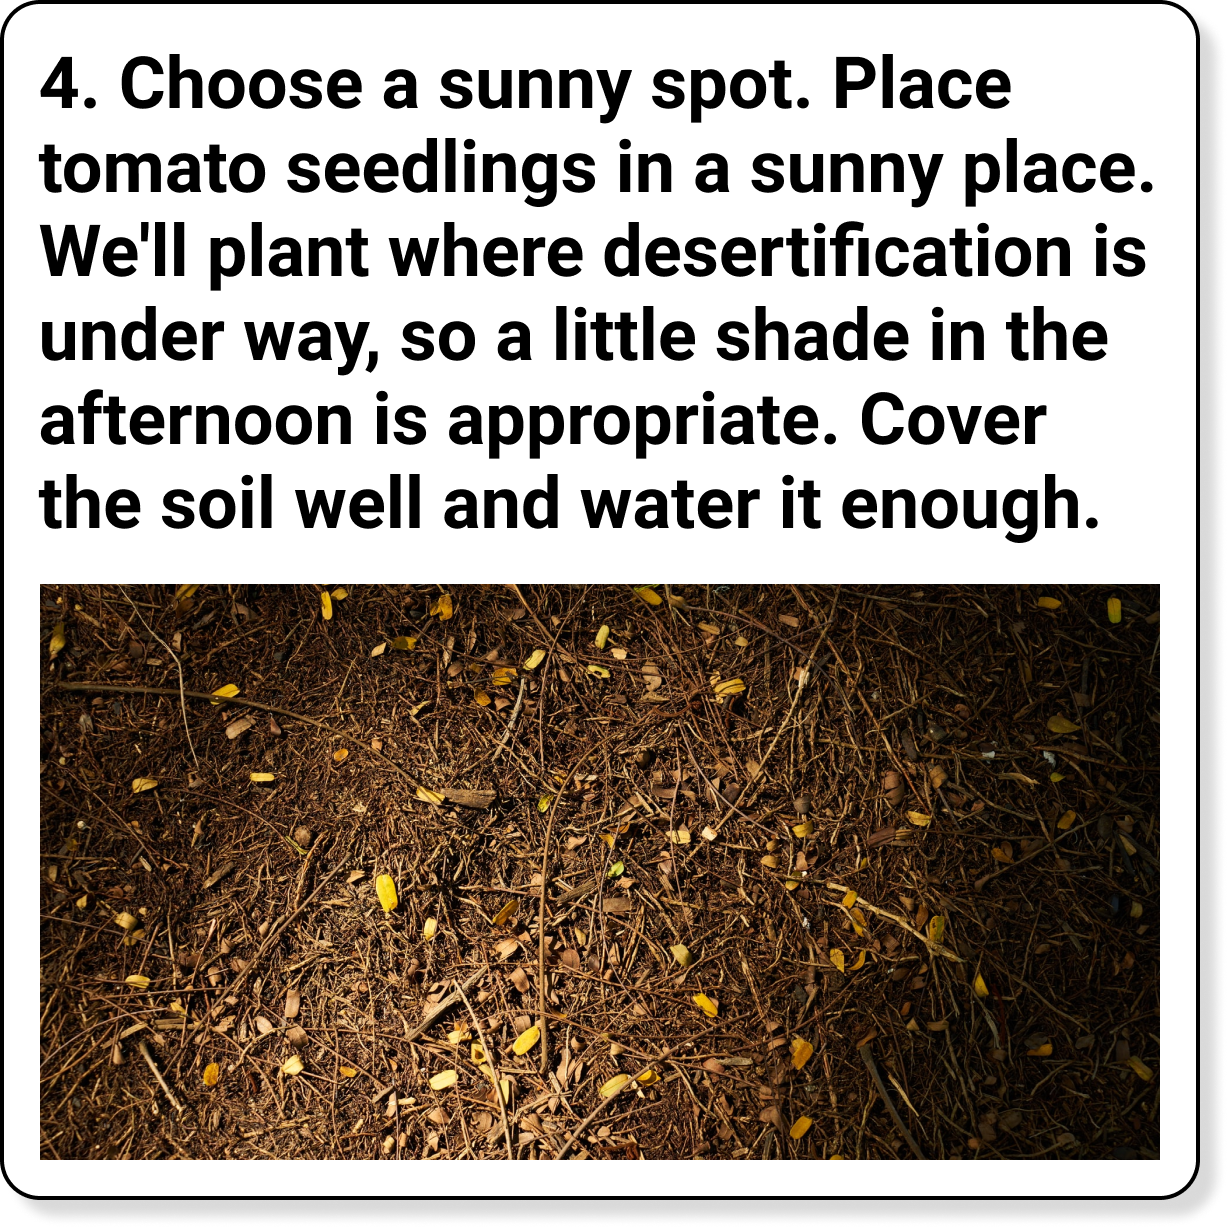 4. Choose a sunny spot. Place
tomato seedlings in a sunny place.
We'll plant where desertification is
under way, so a little shade in the
afternoon is appropriate. Cover
the soil well and water it enough.